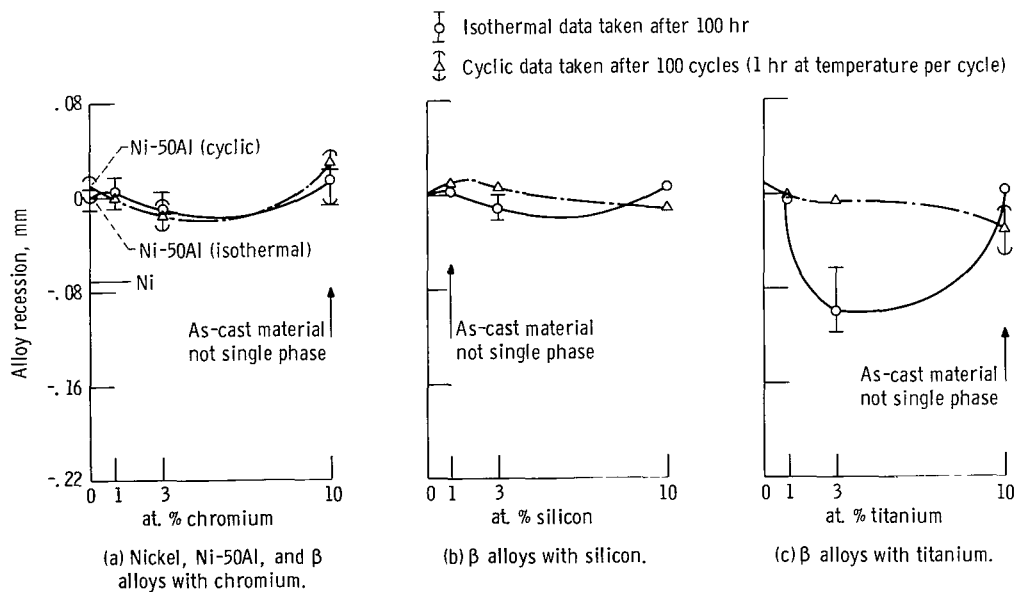 Isothermal data taken after 100 hr
Cyclic data taken after 100 cycles (1 hr at temperature per cycle)
.08
0
-.08
-.16
-.22
Alloy recession, mm
Ni-50Al (cyclic)
Ni-50Al (isothermal)
Ni
As-cast material
not single phase
0 1 3 10
at. % chromium
(a) Nickel, Ni-50Al, and β
alloys with chromium.
As-cast material
not single phase
0 1 3 10
at. % silicon
(b) β alloys with silicon.
As-cast material
not single phase
0 1 3 10
at. % titanium
(c) β alloys with titanium.